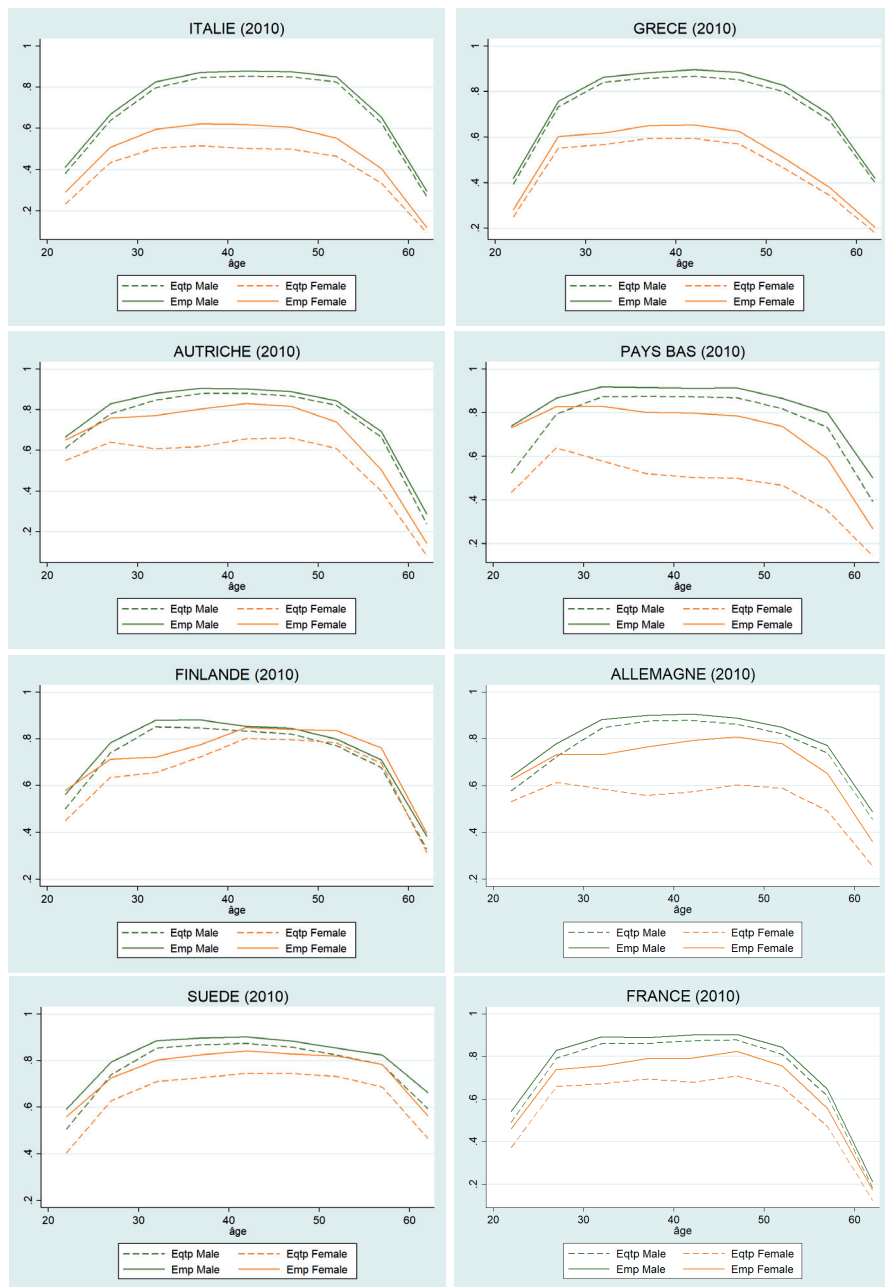 ITALIE (2010)
1
.8
.6
.4
.2
20 30 40 50 60
âge
Eqtp Male Eqtp Female
Emp Male Emp Female
GRECE (2010)
1
.8
.6
.4
.2
20 30 40 50 60
âge
Eqtp Male Eqtp Female
Emp Male Emp Female
AUTRICHE (2010)
1
.8
.6
.4
.2
20 30 40 50 60
âge
Eqtp Male Eqtp Female
Emp Male Emp Female
PAYS BAS (2010)
1
.8
.6
.4
.2
20 30 40 50 60
âge
Eqtp Male Eqtp Female
Emp Male Emp Female
FINLANDE (2010)
1
.8
.6
.4
.2
20 30 40 50 60
âge
Eqtp Male Eqtp Female
Emp Male Emp Female
ALLEMAGNE (2010)
1
.8
.6
.4
.2
20 30 40 50 60
âge
Eqtp Male Eqtp Female
Emp Male Emp Female
SUEDE (2010)
1
.8
.6
.4
.2
20 30 40 50 60
âge
Eqtp Male Eqtp Female
Emp Male Emp Female
FRANCE (2010)
1
.8
.6
.4
.2
20 30 40 50 60
âge
Eqtp Male Eqtp Female
Emp Male Emp Female